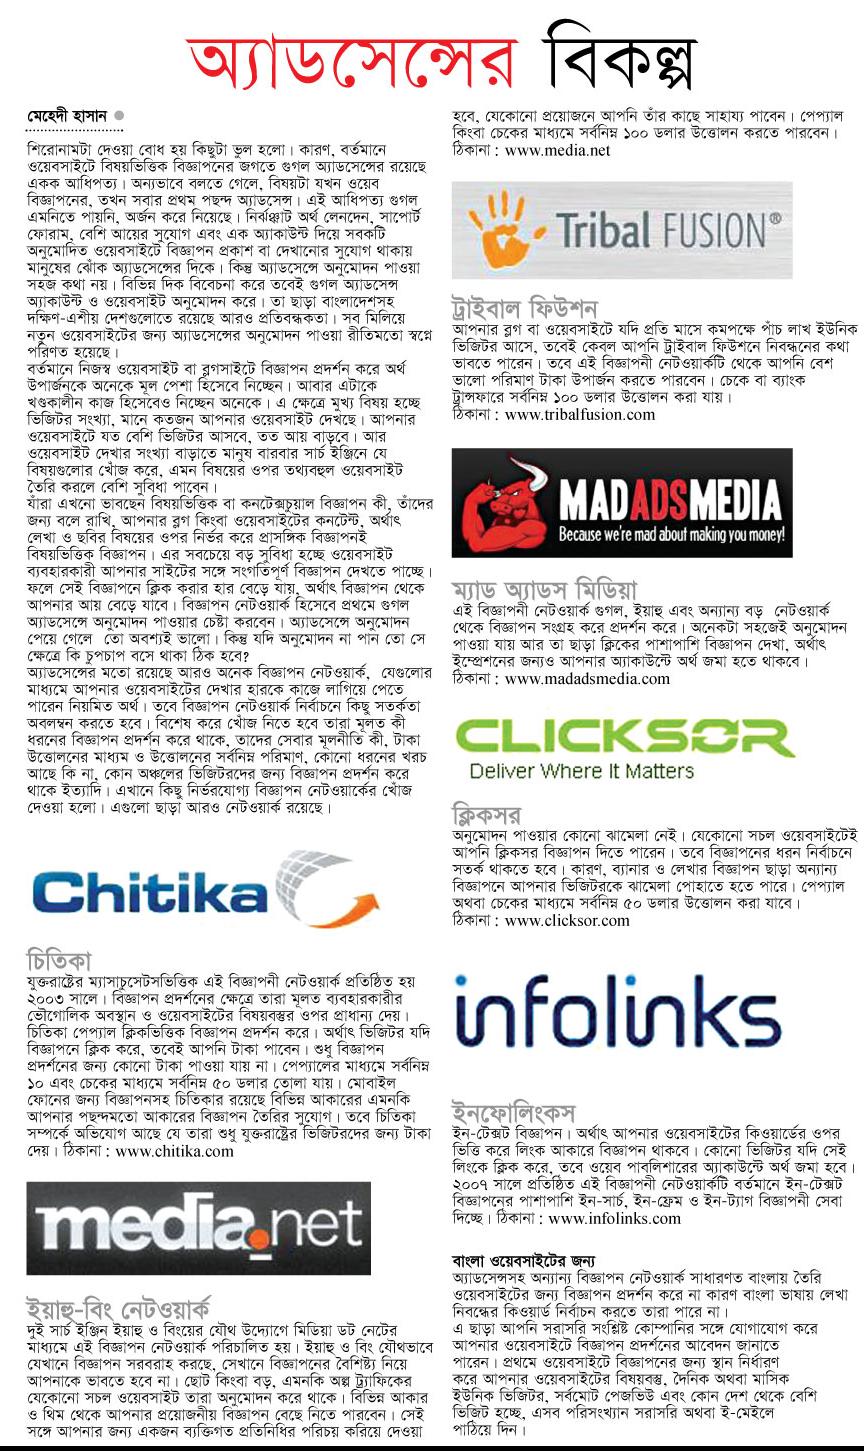 অ্যাডসেন্সের বিকল্প
মেহেদী হাসান
শিরোনামটা দেওয়া বোধ হয় কিছুটা ভুল হলো। কারণ, বর্তমানে
ওয়েবসাইটে বিষয়ভিত্তিক বিজ্ঞাপনের জগতে গুগল অ্যাডসেন্সের রয়েছে
একক আধিপত্য। অন্যভাবে বলতে গেলে, বিষয়টা যখন ওয়েব
বিজ্ঞাপনের, তখন সবার প্রথম পছন্দ অ্যাডসেন্স। এই আধিপত্য গুগল
এমনিতে পায়নি, অর্জন করে নিয়েছে। নির্ঝঞ্ঝাট অর্থ লেনদেন, সাপোর্ট
ফোরাম, বেশি আয়ের সুযোগ এবং এক অ্যাকাউন্ট দিয়ে সবকটি
অনুমোদিত ওয়েবসাইটে বিজ্ঞাপন প্রকাশ বা দেখানোর সুযোগ থাকায়
মানুষের ঝোঁক অ্যাডসেন্সের দিকে। কিন্তু অ্যাডসেন্সে অনুমোদন পাওয়া
সহজ কথা নয়। বিভিন্ন দিক বিবেচনা করে তবেই গুগল অ্যাডসেন্স
অ্যাকাউন্ট ও ওয়েবসাইট অনুমোদন করে। তা ছাড়া বাংলাদেশসহ
দক্ষিণ-এশীয় দেশগুলোতে রয়েছে আরও প্রতিবন্ধকতা। সব মিলিয়ে
নতুন ওয়েবসাইটের জন্য অ্যাডসেন্সের অনুমোদন পাওয়া রীতিমতো স্বপ্নে
পরিণত হয়েছে।
বর্তমানে নিজস্ব ওয়েবসাইট বা ব্লগসাইটে বিজ্ঞাপন প্রদর্শন করে অর্থ
উপার্জনকে অনেকে মূল পেশা হিসেবে নিচ্ছেন। আবার এটাকে
খণ্ডকালীন কাজ হিসেবেও নিচ্ছেন অনেকে। এ ক্ষেত্রে মুখ্য বিষয় হচ্ছে
ভিজিটর সংখ্যা, মানে কতজন আপনার ওয়েবসাইট দেখছে। আপনার
ওয়েবসাইটে যত বেশি ভিজিটর আসবে, তত আয় বাড়বে। আর
ওয়েবসাইট দেখার সংখ্যা বাড়াতে মানুষ বারবার সার্চ ইঞ্জিনে যে
বিষয়গুলোর খোঁজ করে, এমন বিষয়ের ওপর তথ্যবহুল ওয়েবসাইট
তৈরি করলে বেশি সুবিধা পাবেন।
যাঁরা এখনো ভাবছেন বিষয়ভিত্তিক বা কনটেক্সচুয়াল বিজ্ঞাপন কী, তাঁদের
জন্য বলে রাখি, আপনার ব্লগ কিংবা ওয়েবসাইটের কনটেন্ট, অর্থাৎ
লেখা ও ছবির বিষয়ের ওপর নির্ভর করে প্রাসঙ্গিক বিজ্ঞাপনই
বিষয়ভিত্তিক বিজ্ঞাপন। এর সবচেয়ে বড় সুবিধা হচ্ছে ওয়েবসাইট
ব্যবহারকারী আপনার সাইটের সঙ্গে সংগতিপূর্ণ বিজ্ঞাপন দেখতে পাচ্ছে।
ফলে সেই বিজ্ঞাপনে ক্লিক করার হার বেড়ে যায়, অর্থাৎ বিজ্ঞাপন থেকে
আপনার আয় বেড়ে যাবে। বিজ্ঞাপন নেটওয়ার্ক হিসেবে প্রথমে গুগল
অ্যাডসেন্সে অনুমোদন পাওয়ার চেষ্টা করবেন। অ্যাডসেন্সে অনুমোদন
পেয়ে গেলে তো অবশ্যই ভালো। কিন্তু যদি অনুমোদন না পান তো সে
ক্ষেত্রে কি চুপচাপ বসে থাকা ঠিক হবে?
অ্যাডসেন্সের মতো রয়েছে আরও অনেক বিজ্ঞাপন নেটওয়ার্ক, যেগুলোর
মাধ্যমে আপনার ওয়েবসাইটের দেখার হারকে কাজে লাগিয়ে পেতে
পারেন নিয়মিত অর্থ। তবে বিজ্ঞাপন নেটওয়ার্ক নির্বাচনে কিছু সতর্কতা
অবলম্বন করতে হবে। বিশেষ করে খোঁজ নিতে হবে তারা মূলত কী
ধরনের বিজ্ঞাপন প্রদর্শন করে থাকে, তাদের সেবার মূলনীতি কী, টাকা
উত্তোলনের মাধ্যম ও উত্তোলনের সর্বনিম্ন পরিমাণ, কোনো ধরনের খরচ
আছে কি না, কোন অঞ্চলের ভিজিটরদের জন্য বিজ্ঞাপন প্রদর্শন করে
থাকে ইত্যাদি। এখানে কিছু নির্ভরযোগ্য বিজ্ঞাপন নেটওয়ার্কের খোঁজ
দেওয়া হলো। এগুলো ছাড়া আরও নেটওয়ার্ক রয়েছে।
Chitika
চিতিকা
যুক্তরাষ্ট্রের ম্যাসাচুসেটসভিত্তিক এই বিজ্ঞাপনী নেটওয়ার্ক প্রতিষ্ঠিত হয়
২০০৩ সালে। বিজ্ঞাপন প্রদর্শনের ক্ষেত্রে তারা মূলত ব্যবহারকারীর
ভৌগোলিক অবস্থান ও ওয়েবসাইটের বিষয়বস্তুর ওপর প্রাধান্য দেয়।
চিতিকা পেপ্যাল ক্লিকভিত্তিক বিজ্ঞাপন প্রদর্শন করে। অর্থাৎ ভিজিটর যদি
বিজ্ঞাপনে ক্লিক করে, তবেই আপনি টাকা পাবেন। শুধু বিজ্ঞাপন
প্রদর্শনের জন্য কোনো টাকা পাওয়া যায় না। পেপ্যালের মাধ্যমে সর্বনিম্ন
১০ এবং চেকের মাধ্যমে সর্বনিম্ন ৫০ ডলার তোলা যায়। মোবাইল
ফোনের জন্য বিজ্ঞাপনসহ চিতিকার রয়েছে বিভিন্ন আকারের এমনকি
আপনার পছন্দমতো আকারের বিজ্ঞাপন তৈরির সুযোগ। তবে চিতিকা
সম্পর্কে অভিযোগ আছে যে তারা শুধু যুক্তরাষ্ট্রের ভিজিটরদের জন্য টাকা
দেয়। ঠিকানা : www.chitika.com
media.net
ইয়াহু-বিং নেটওয়ার্ক
দুই সার্চ ইঞ্জিন ইয়াহু ও বিংয়ের যৌথ উদ্যোগে মিডিয়া ডট নেটের
মাধ্যমে এই বিজ্ঞাপন নেটওয়ার্ক পরিচালিত হয়। ইয়াহু ও বিং যৌথভাবে
যেখানে বিজ্ঞাপন সরবরাহ করছে, সেখানে বিজ্ঞাপনের বৈশিষ্ট্য নিয়ে
আপনাকে ভাবতে হবে না। ছোট কিংবা বড়, এমনকি অল্প ট্র্যাফিকের
যেকোনো সচল ওয়েবসাইট তারা অনুমোদন করে থাকে। বিভিন্ন আকার
ও থিম থেকে আপনার প্রয়োজনীয় বিজ্ঞাপন বেছে নিতে পারবেন। সেই
সঙ্গে আপনার জন্য একজন ব্যক্তিগত প্রতিনিধির পরিচয় করিয়ে দেওয়া
হবে, যেকোনো প্রয়োজনে আপনি তাঁর কাছে সাহায্য পাবেন। পেপ্যাল
কিংবা চেকের মাধ্যমে সর্বনিম্ন ১০০ ডলার উত্তোলন করতে পারবেন।
ঠিকানা : www.media.net
Tribal FUSION®
ট্রাইবাল ফিউশন
আপনার ব্লগ বা ওয়েবসাইটে যদি প্রতি মাসে কমপক্ষে পাঁচ লাখ ইউনিক
ভিজিটর আসে, তবেই কেবল আপনি ট্রাইবাল ফিউশনে নিবন্ধনের কথা
ভাবতে পারেন। তবে এই বিজ্ঞাপনী নেটওয়ার্কটি থেকে আপনি বেশ
ভালো পরিমাণ টাকা উপার্জন করতে পারবেন। চেকে বা ব্যাংক
ট্রান্সফারে সর্বনিম্ন ১০০ ডলার উত্তোলন করা যায়।
ঠিকানা : www.tribalfusion.com
MADADSMEDIA
Because we're mad about making you money!
ম্যাড অ্যাডস মিডিয়া
এই বিজ্ঞাপনী নেটওয়ার্ক গুগল, ইয়াহু এবং অন্যান্য বড় নেটওয়ার্ক
থেকে বিজ্ঞাপন সংগ্রহ করে প্রদর্শন করে। অনেকটা সহজেই অনুমোদন
পাওয়া যায় আর তা ছাড়া ক্লিকের পাশাপাশি বিজ্ঞাপন দেখা, অর্থাৎ
ইম্প্রেশনের জন্যও আপনার অ্যাকাউন্টে অর্থ জমা হতে থাকবে।
ঠিকানা : www.madadsmedia.com
CLICKSOR
Deliver Where It Matters
ক্লিকসর
অনুমোদন পাওয়ার কোনো ঝামেলা নেই। যেকোনো সচল ওয়েবসাইটেই
আপনি ক্লিকসর বিজ্ঞাপন দিতে পারেন। তবে বিজ্ঞাপনের ধরন নির্বাচনে
সতর্ক থাকতে হবে। কারণ, ব্যানার ও লেখার বিজ্ঞাপন ছাড়া অন্যান্য
বিজ্ঞাপনে আপনার ভিজিটরকে ঝামেলা পোহাতে হতে পারে। পেপ্যাল
অথবা চেকের মাধ্যমে সর্বনিম্ন ৫০ ডলার উত্তোলন করা যাবে।
ঠিকানা : www.clicksor.com
infolinks
ইনফোলিংকস
ইন-টেক্সট বিজ্ঞাপন। অর্থাৎ আপনার ওয়েবসাইটের কিওয়ার্ডের ওপর
ভিত্তি করে লিংক আকারে বিজ্ঞাপন থাকবে। কোনো ভিজিটর যদি সেই
লিংকে ক্লিক করে, তবে ওয়েব পাবলিশারের অ্যাকাউন্টে অর্থ জমা হবে।
২০০৭ সালে প্রতিষ্ঠিত এই বিজ্ঞাপনী নেটওয়ার্কটি বর্তমানে ইন-টেক্সট
বিজ্ঞাপনের পাশাপাশি ইন-সার্চ, ইন-ফ্রেম ও ইন-ট্যাগ বিজ্ঞাপনী সেবা
দিচ্ছে। ঠিকানা : www.infolinks.com
বাংলা ওয়েবসাইটের জন্য
অ্যাডসেন্সসহ অন্যান্য বিজ্ঞাপন নেটওয়ার্ক সাধারণত বাংলায় তৈরি
ওয়েবসাইটের জন্য বিজ্ঞাপন প্রদর্শন করে না কারণ বাংলা ভাষায় লেখা
নিবন্ধের কিওয়ার্ড নির্বাচন করতে তারা পারে না।
এ ছাড়া আপনি সরাসরি সংশ্লিষ্ট কোম্পানির সঙ্গে যোগাযোগ করে
আপনার ওয়েবসাইটে বিজ্ঞাপন প্রদর্শনের আবেদন জানাতে
পারেন। প্রথমে ওয়েবসাইটে বিজ্ঞাপনের জন্য স্থান নির্ধারণ
করে আপনার ওয়েবসাইটের বিষয়বস্তু, দৈনিক অথবা মাসিক
ইউনিক ভিজিটর, সর্বমোট পেজভিউ এবং কোন দেশ থেকে বেশি
ভিজিট হচ্ছে, এসব পরিসংখ্যান সরাসরি অথবা ই-মেইলে
পাঠিয়ে দিন।